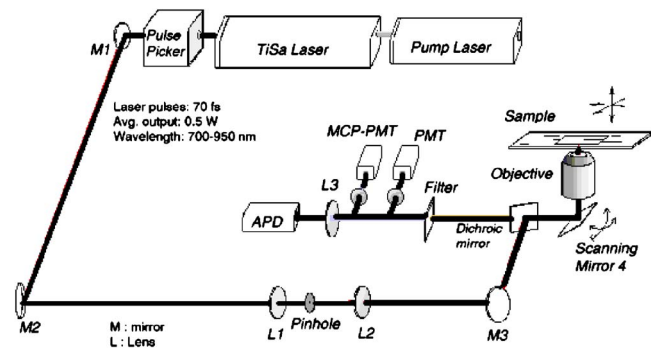 M1
Pulse
Picker
TiSa Laser
Pump Laser
Laser pulses: 70 fs
Avg. output: 0.5 W
Wavelength: 700-950 nm
MCP-PMT
PMT
Sample
L3
Filter
Objective
APD
Dichroic
mirror
Scanning
Mirror 4
M2
M : mirror
L : Lens
L1
Pinhole
L2
M3